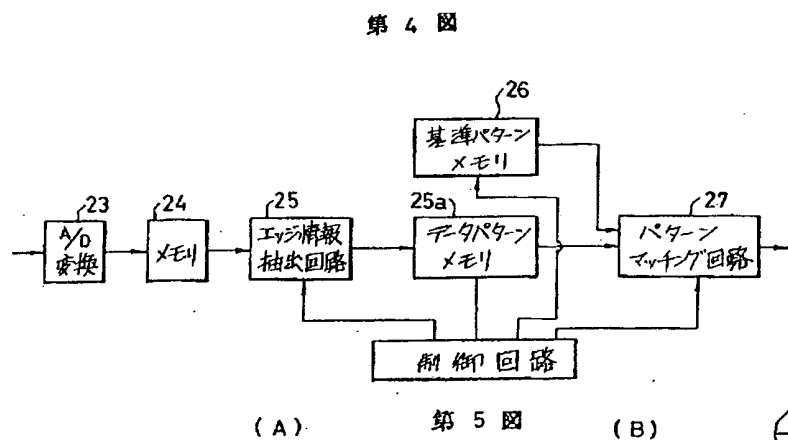 第 4 図
26
基準パターン
メモリ
23
A/D
変換
24
メモリ
25
エッジ情報
抽出回路
25a
データパターン
メモリ
27
パターン
マッチング回路
制御回路
(A)
第 5 図
(B)